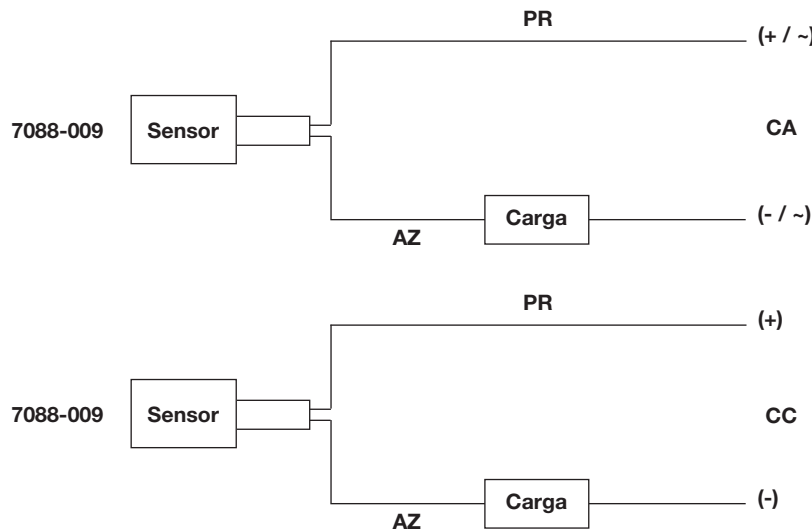 PR
(+ / ~)
7088-009
Sensor
CA
AZ
Carga
(- / ~)
PR
(+)
7088-009
Sensor
CC
AZ
Carga
(-)